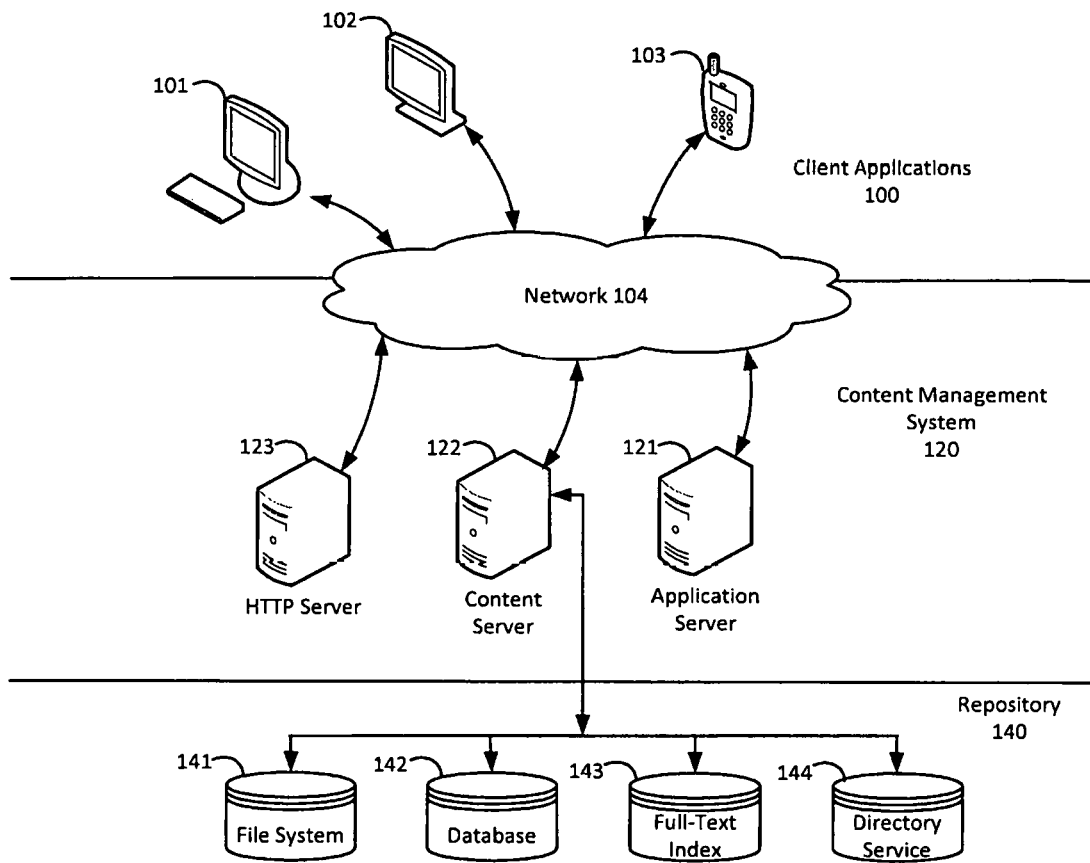 102
103
101
Client Applications
100
Network 104
Content Management
System
120
123
122
121
HTTP Server
Content
Server
Application
Server
Repository
140
141
142
143
144
File System
Database
Full-Text
Index
Directory
Service